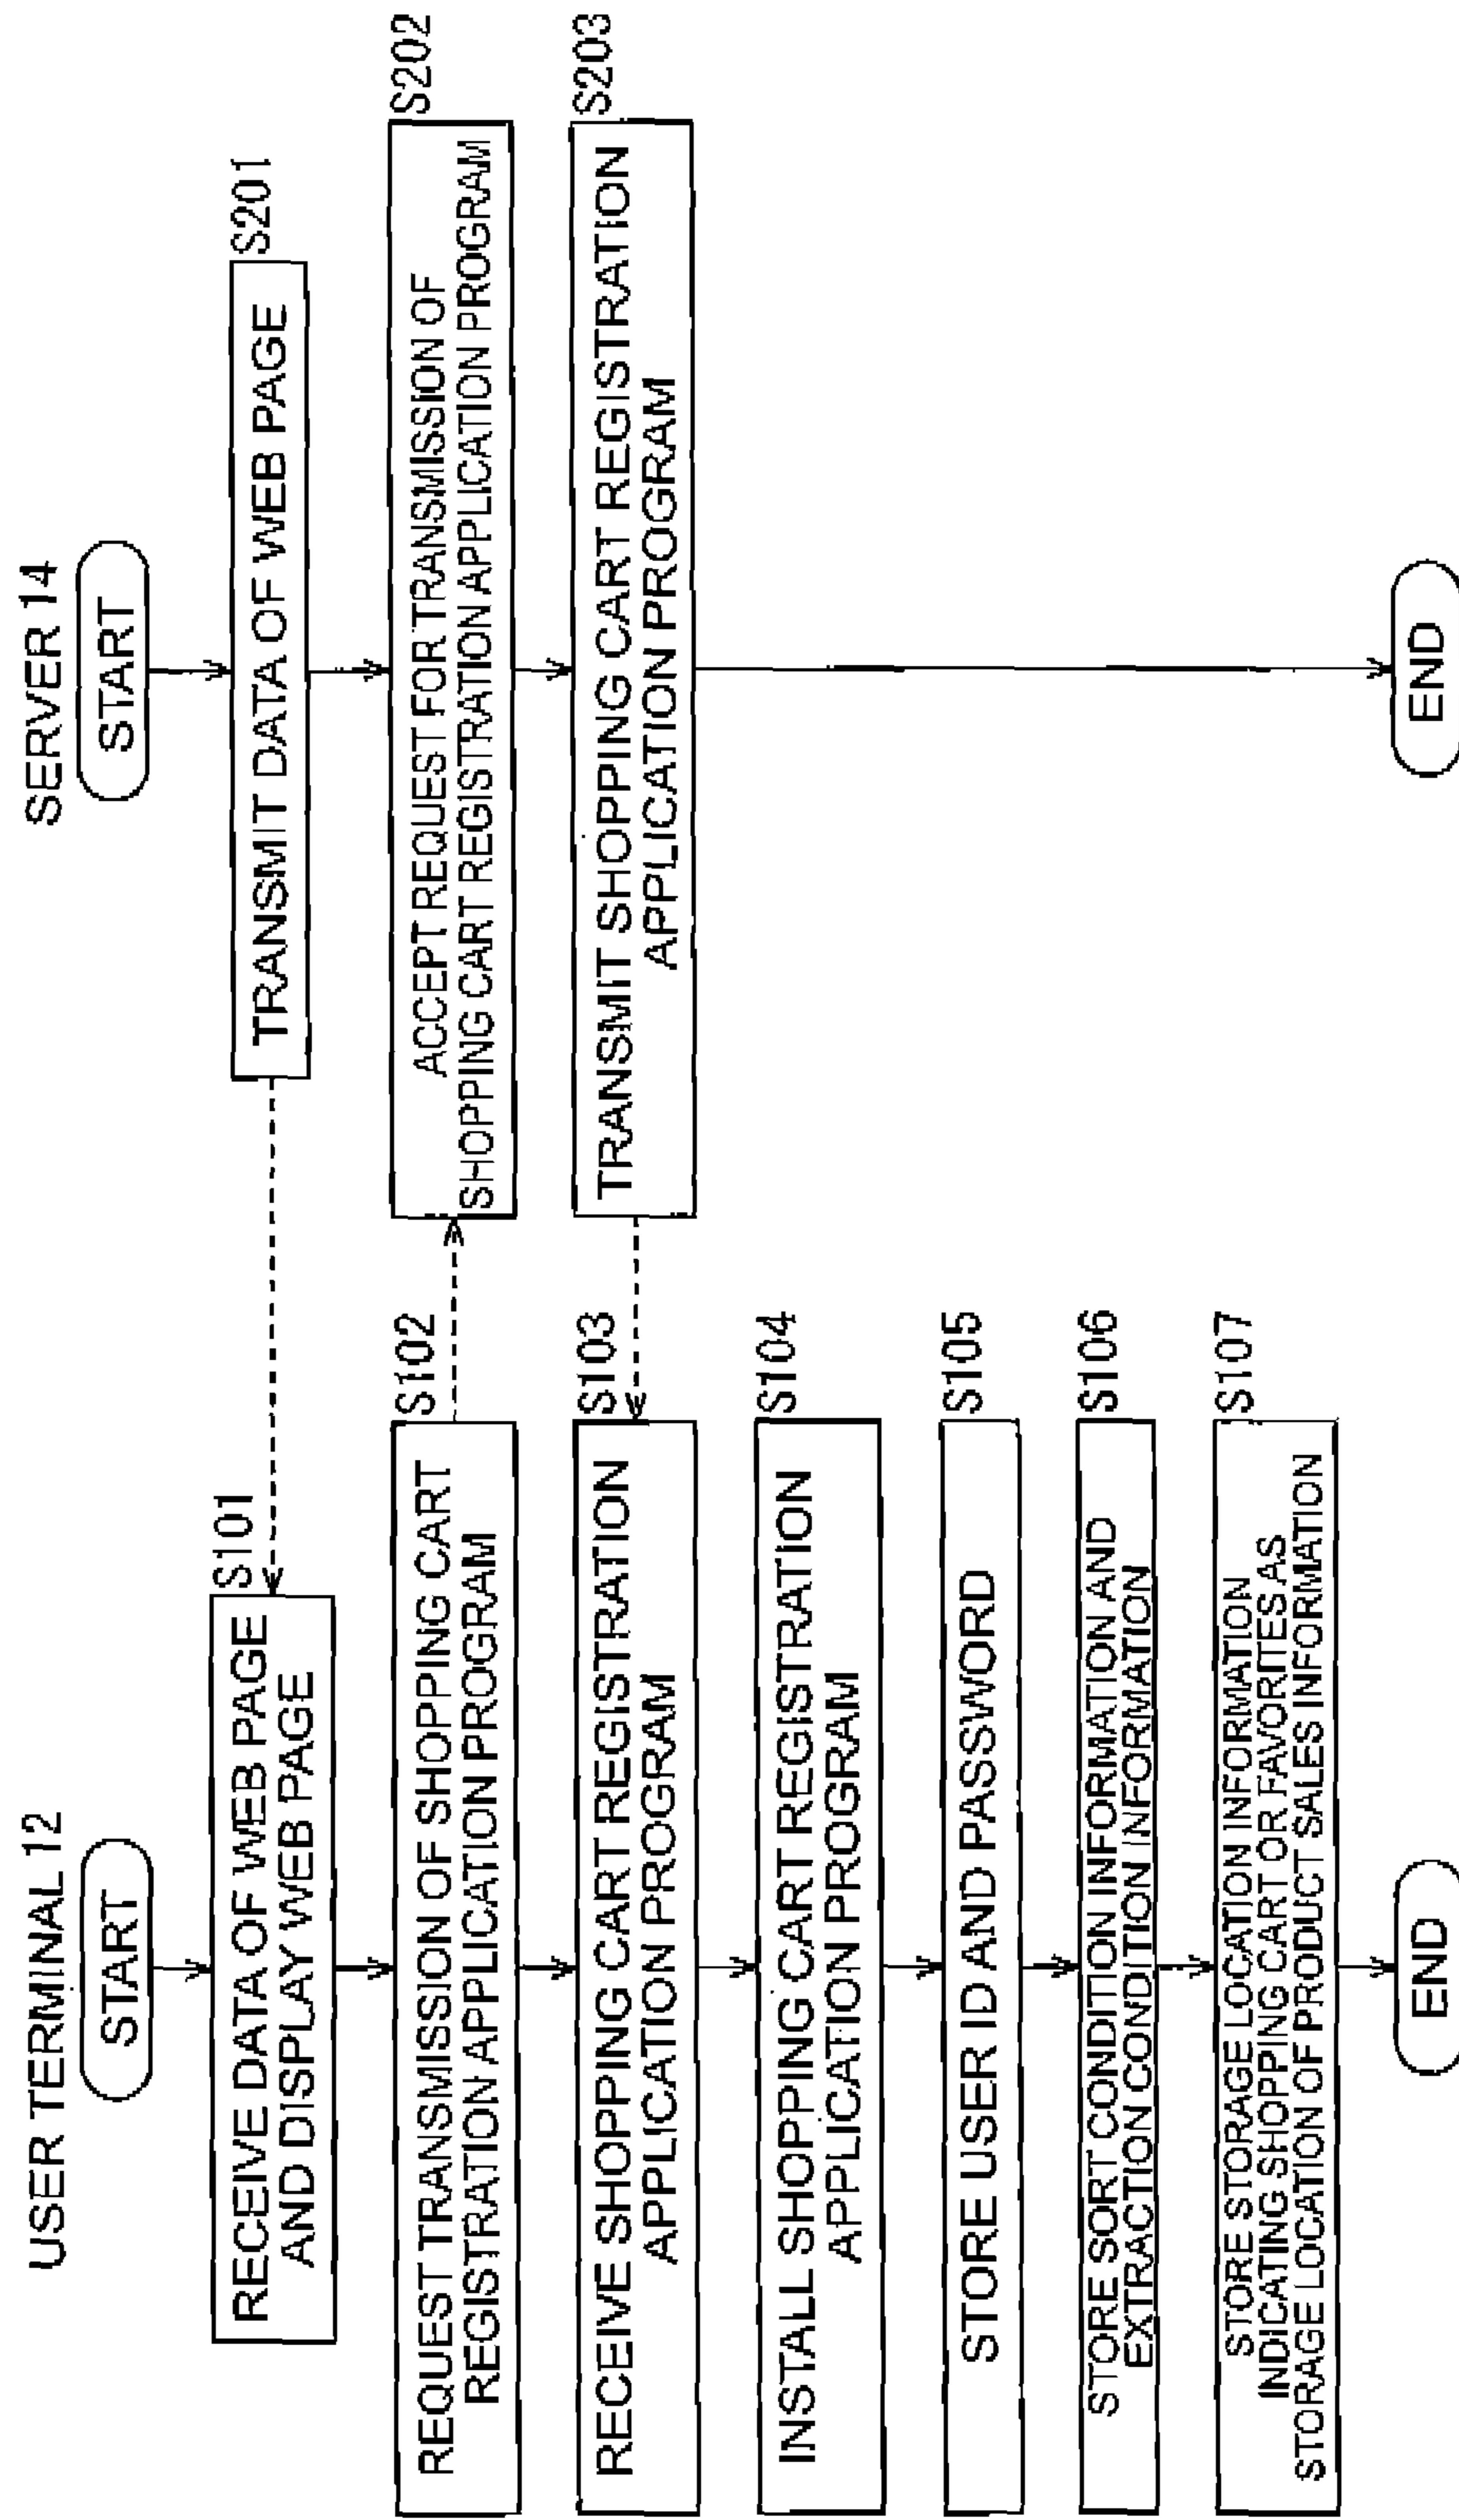 USER TERMINAL 12
START
S101
RECEIVE DATA OF WEB PAGE
AND DISPLAY WEB PAGE
S102
REQUEST TRANSMISSION OF SHOPPING CART
REGISTRATION APPLICATION PROGRAM
S103
RECEIVE SHOPPING CART REGISTRATION
APPLICATION PROGRAM
S104
INSTALL SHOPPING CART REGISTRATION
APPLICATION PROGRAM
S105
STORE USER ID AND PASSWORD
S106
STORE SORT CONDITION INFORMATION AND
EXTRACTION CONDITION INFORMATION
S107
STORE STORAGE LOCATION INFORMATION
INDICATING SHOPPING CART OR FAVORITES AS
STORAGE LOCATION OF PRODUCT SALES INFORMATION
END
SERVER 14
START
S201
TRANSMIT DATA OF WEB PAGE
S202
ACCEPT REQUEST FOR TRANSMISSION OF
SHOPPING CART REGISTRATION APPLICATION PROGRAM
S203
TRANSMIT SHOPPING CART REGISTRATION
APPLICATION PROGRAM
END